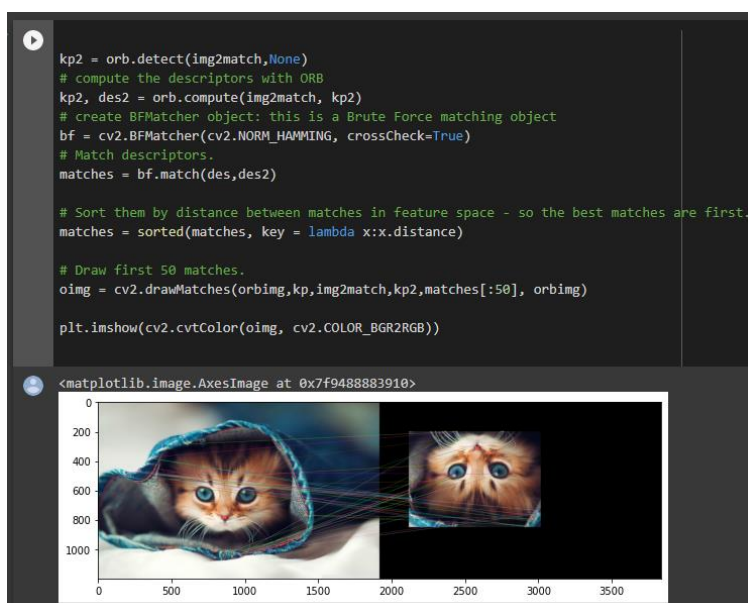 kp2 = orb.detect(img2match,None)
# compute the descriptors with ORB
kp2, des2 = orb.compute(img2match, kp2)
# create BFMatcher object: this is a Brute Force matching object
bf = cv2.BFMatcher(cv2.NORM_HAMMING, crossCheck=True)
# Match descriptors.
matches = bf.match(des,des2)
# Sort them by distance between matches in feature space - so the best matches are first.
matches = sorted(matches, key = lambda x:x.distance)
# Draw first 50 matches.
oimg = cv2.drawMatches(orbimg,kp,img2match,kp2,matches[:50], orbimg)
plt.imshow(cv2.cvtColor(oimg, cv2.COLOR_BGR2RGB))
<matplotlib.image.AxesImage at 0x7f9488883910>
0
200
400
600
800
1000
0 500 1000 1500 2000 2500 3000 3500